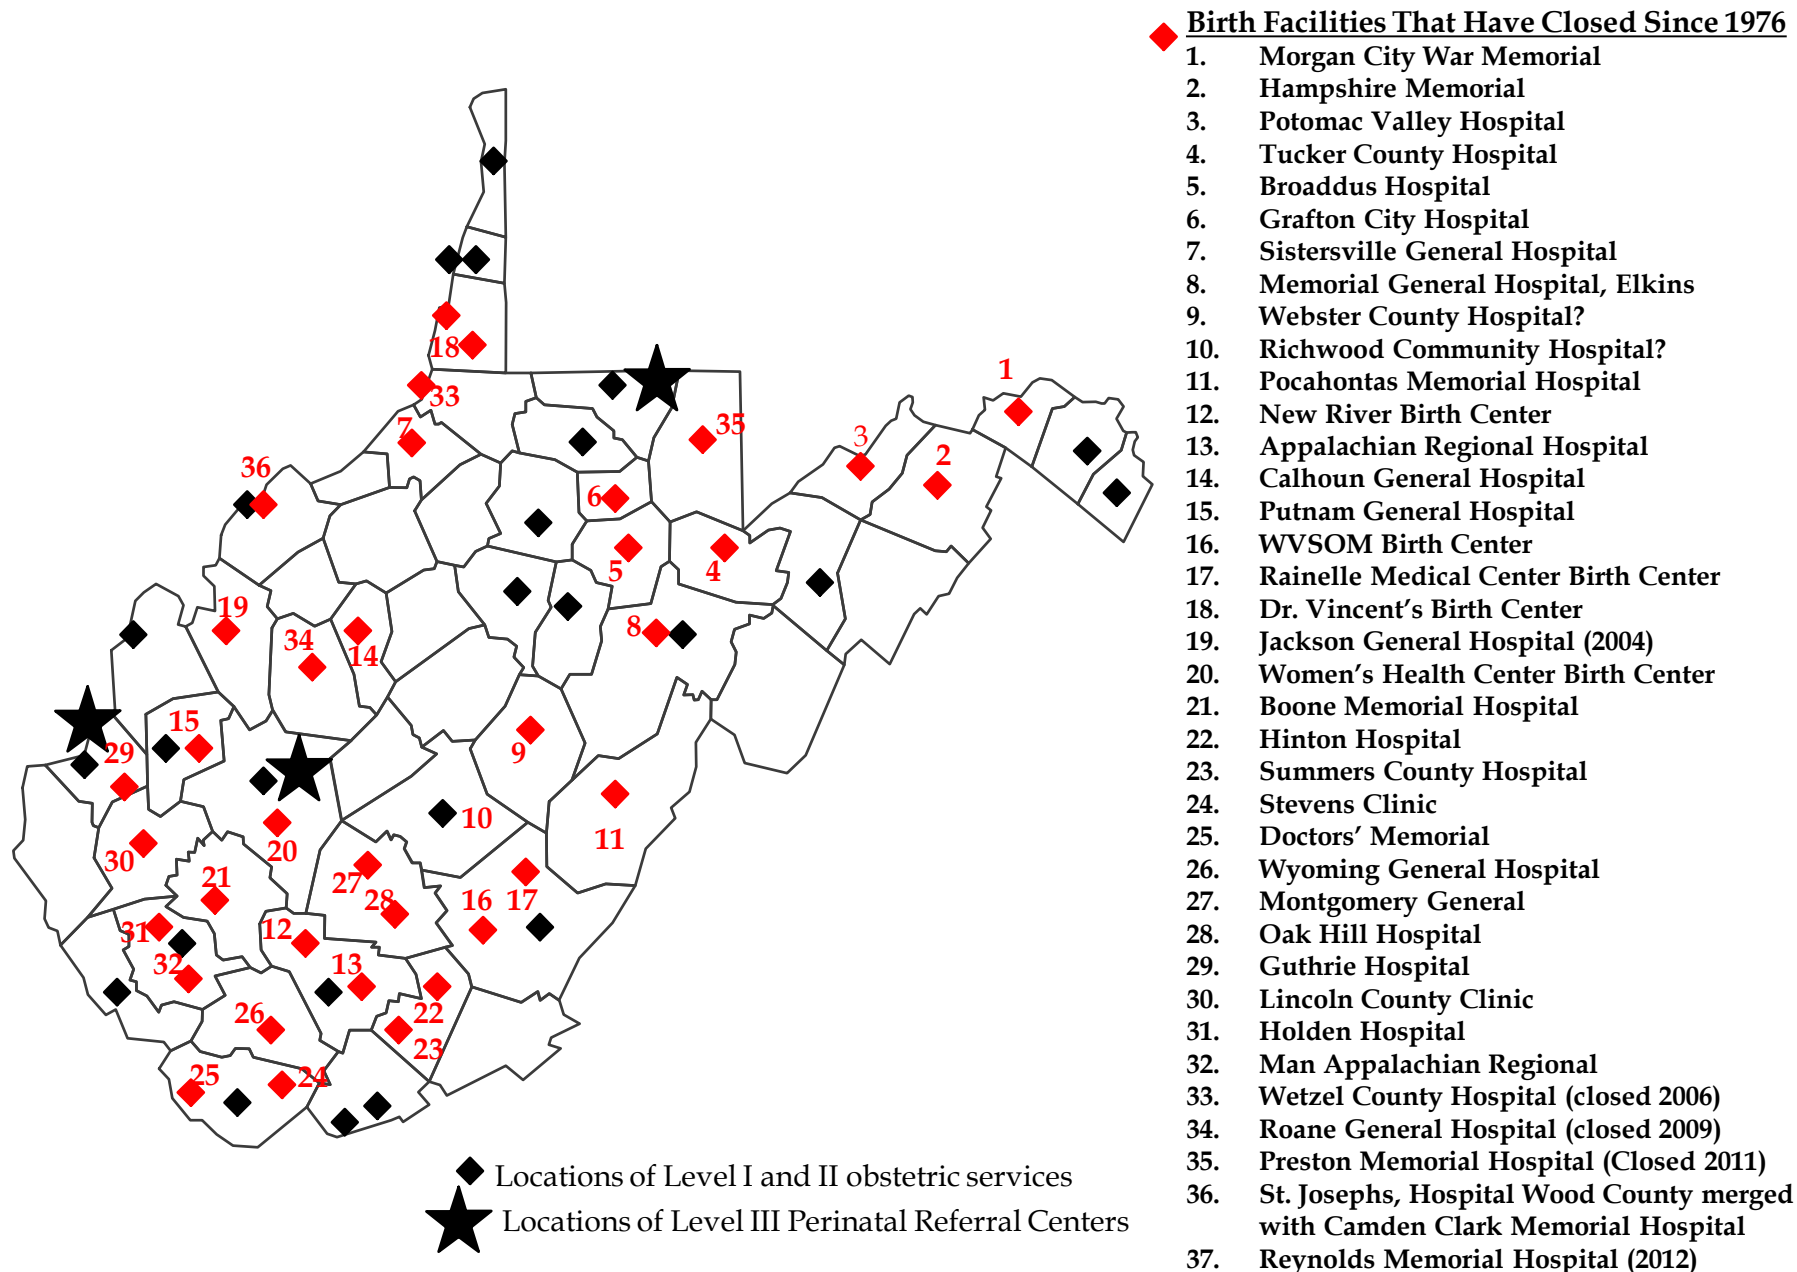 Birth Facilities That Have Closed Since 1976
1. Morgan City War Memorial
2. Hampshire Memorial
3. Potomac Valley Hospital
4. Tucker County Hospital
5. Broaddus Hospital
6. Grafton City Hospital
7. Sistersville General Hospital
8. Memorial General Hospital, Elkins
9. Webster County Hospital?
10. Richwood Community Hospital?
11. Pocahontas Memorial Hospital
12. New River Birth Center
13. Appalachian Regional Hospital
14. Calhoun General Hospital
15. Putnam General Hospital
16. WVSOM Birth Center
17. Rainelle Medical Center Birth Center
18. Dr. Vincent's Birth Center
19. Jackson General Hospital (2004)
20. Women's Health Center Birth Center
21. Boone Memorial Hospital
22. Hinton Hospital
23. Summers County Hospital
24. Stevens Clinic
25. Doctors' Memorial
26. Wyoming General Hospital
27. Montgomery General
28. Oak Hill Hospital
29. Guthrie Hospital
30. Lincoln County Clinic
31. Holden Hospital
32. Man Appalachian Regional
33. Wetzel County Hospital (closed 2006)
34. Roane General Hospital (closed 2009)
35. Preston Memorial Hospital (Closed 2011)
36. St. Josephs, Hospital Wood County merged
with Camden Clark Memorial Hospital
37. Reynolds Memorial Hospital (2012)
18
33
1
7
35
3
2
36
6
5
4
19
8
34
14
15
29
9
10
11
20
30
21
27
28
16
17
12
31
13
32
22
26
23
25
24
Locations of Level I and II obstetric services
Locations of Level III Perinatal Referral Centers